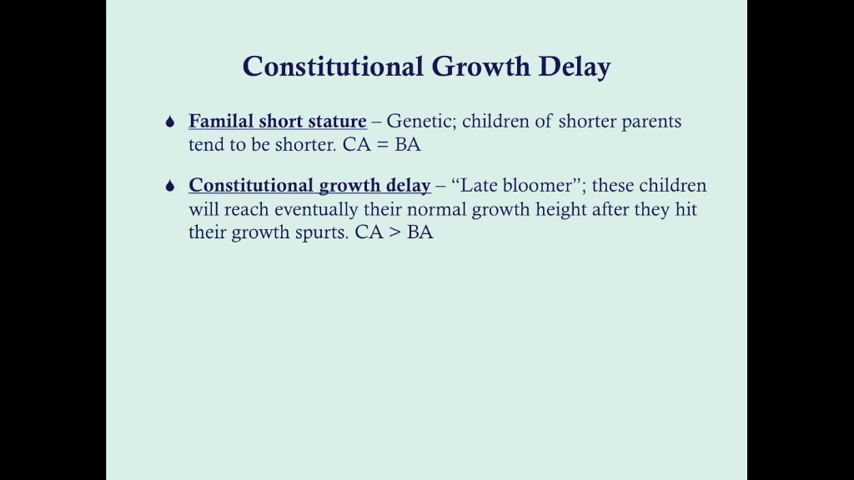 Constitutional Growth Delay
Familal short stature – Genetic; children of shorter parents
tend to be shorter. CA = BA
Constitutional growth delay – “Late bloomer”; these children
will reach eventually their normal growth height after they hit
their growth spurts. CA > BA